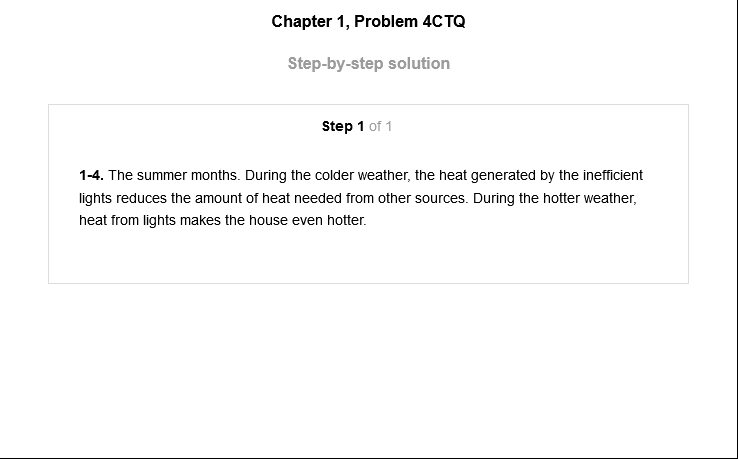 Chapter 1, Problem 4CTQ
Step-by-step solution
Step 1 of 1
1-4. The summer months. During the colder weather, the heat generated by the inefficient
lights reduces the amount of heat needed from other sources. During the hotter weather,
heat from lights makes the house even hotter.